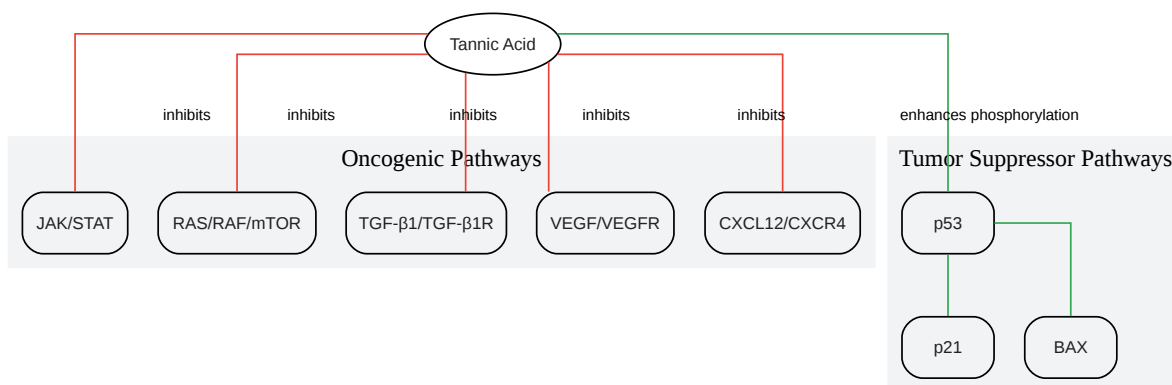 Tannic Acid
inhibits
inhibits
inhibits
inhibits
inhibits
enhances phosphorylation
Oncogenic Pathways
Tumor Suppressor Pathways
JAK/STAT
RAS/RAF/mTOR
TGF-β1/TGF-β1R
VEGF/VEGFR
CXCL12/CXCR4
p53
p21
BAX